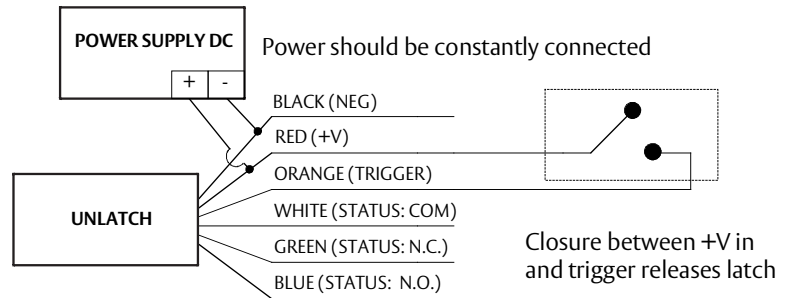 POWER SUPPLY DC
+ -
Power should be constantly connected
BLACK (NEG)
RED (+V)
ORANGE (TRIGGER)
UNLATCH
WHITE (STATUS: COM)
GREEN (STATUS: N.C.)
BLUE (STATUS: N.O.)
Closure between +V in
and trigger releases latch